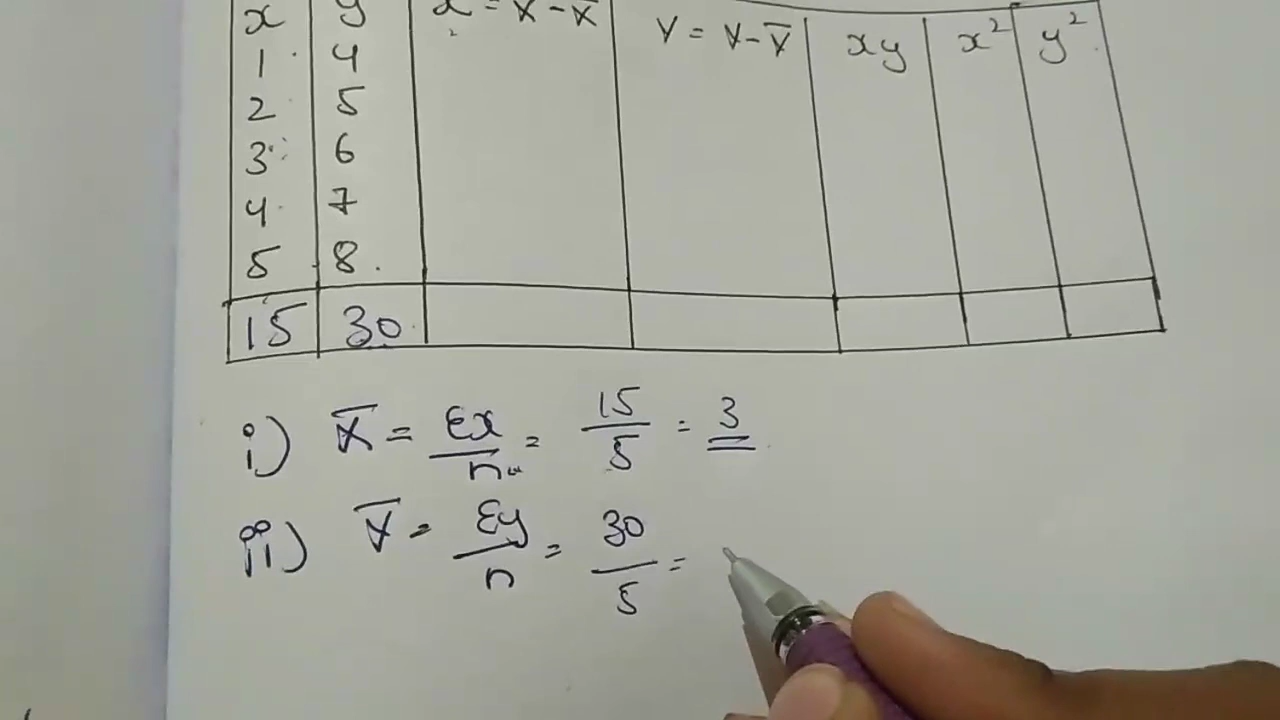 x y x = X - X̄ y = Y - Ȳ xy x² y²
1 4
2 5
3 6
4 7
5 8
15 30
i) X̄ = Σx/n = 15/5 = 3
ii) Ȳ = Σy/n = 30/5 =